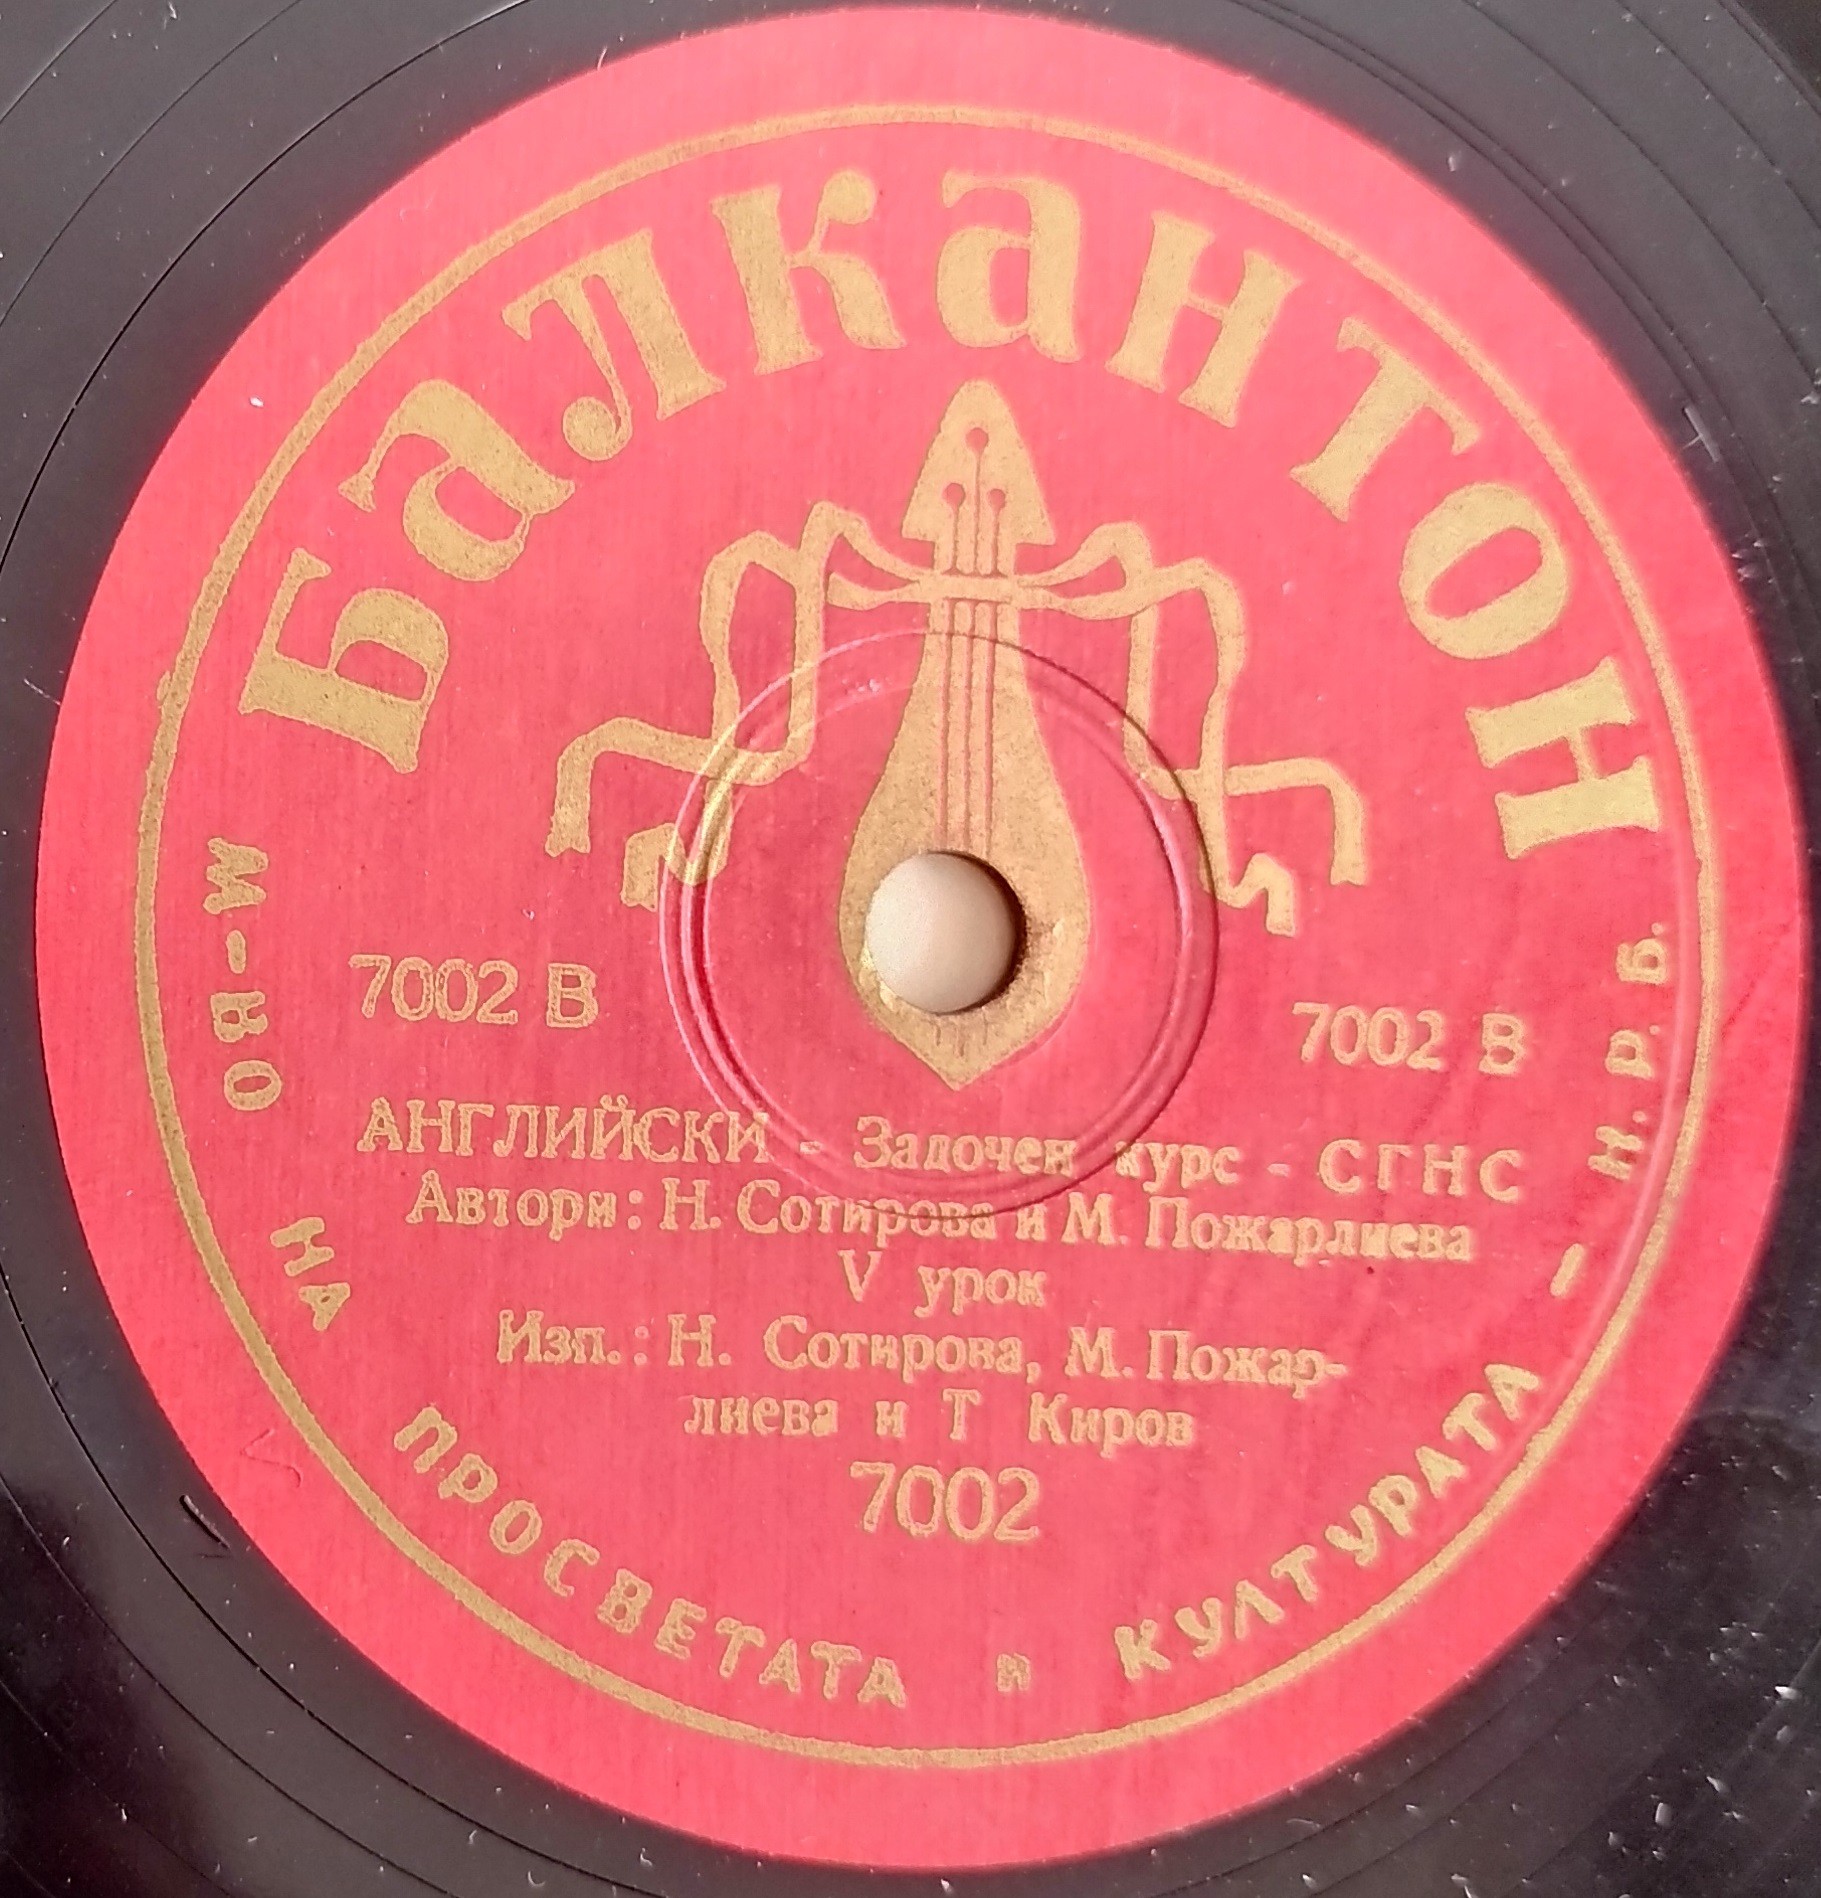 Балкантон
7002 В
7002 В
АНГЛИЙСКИ - Задочен курс - СГНС
Автори: Н. Сотирова и М. Пожарлиева
V урок
Изп.: Н. Сотирова, М. Пожар-
лиева и Т Киров
7002
М-ВО НА ПРОСВЕТАТА и КУЛТУРАТА - Н.Р.Б.